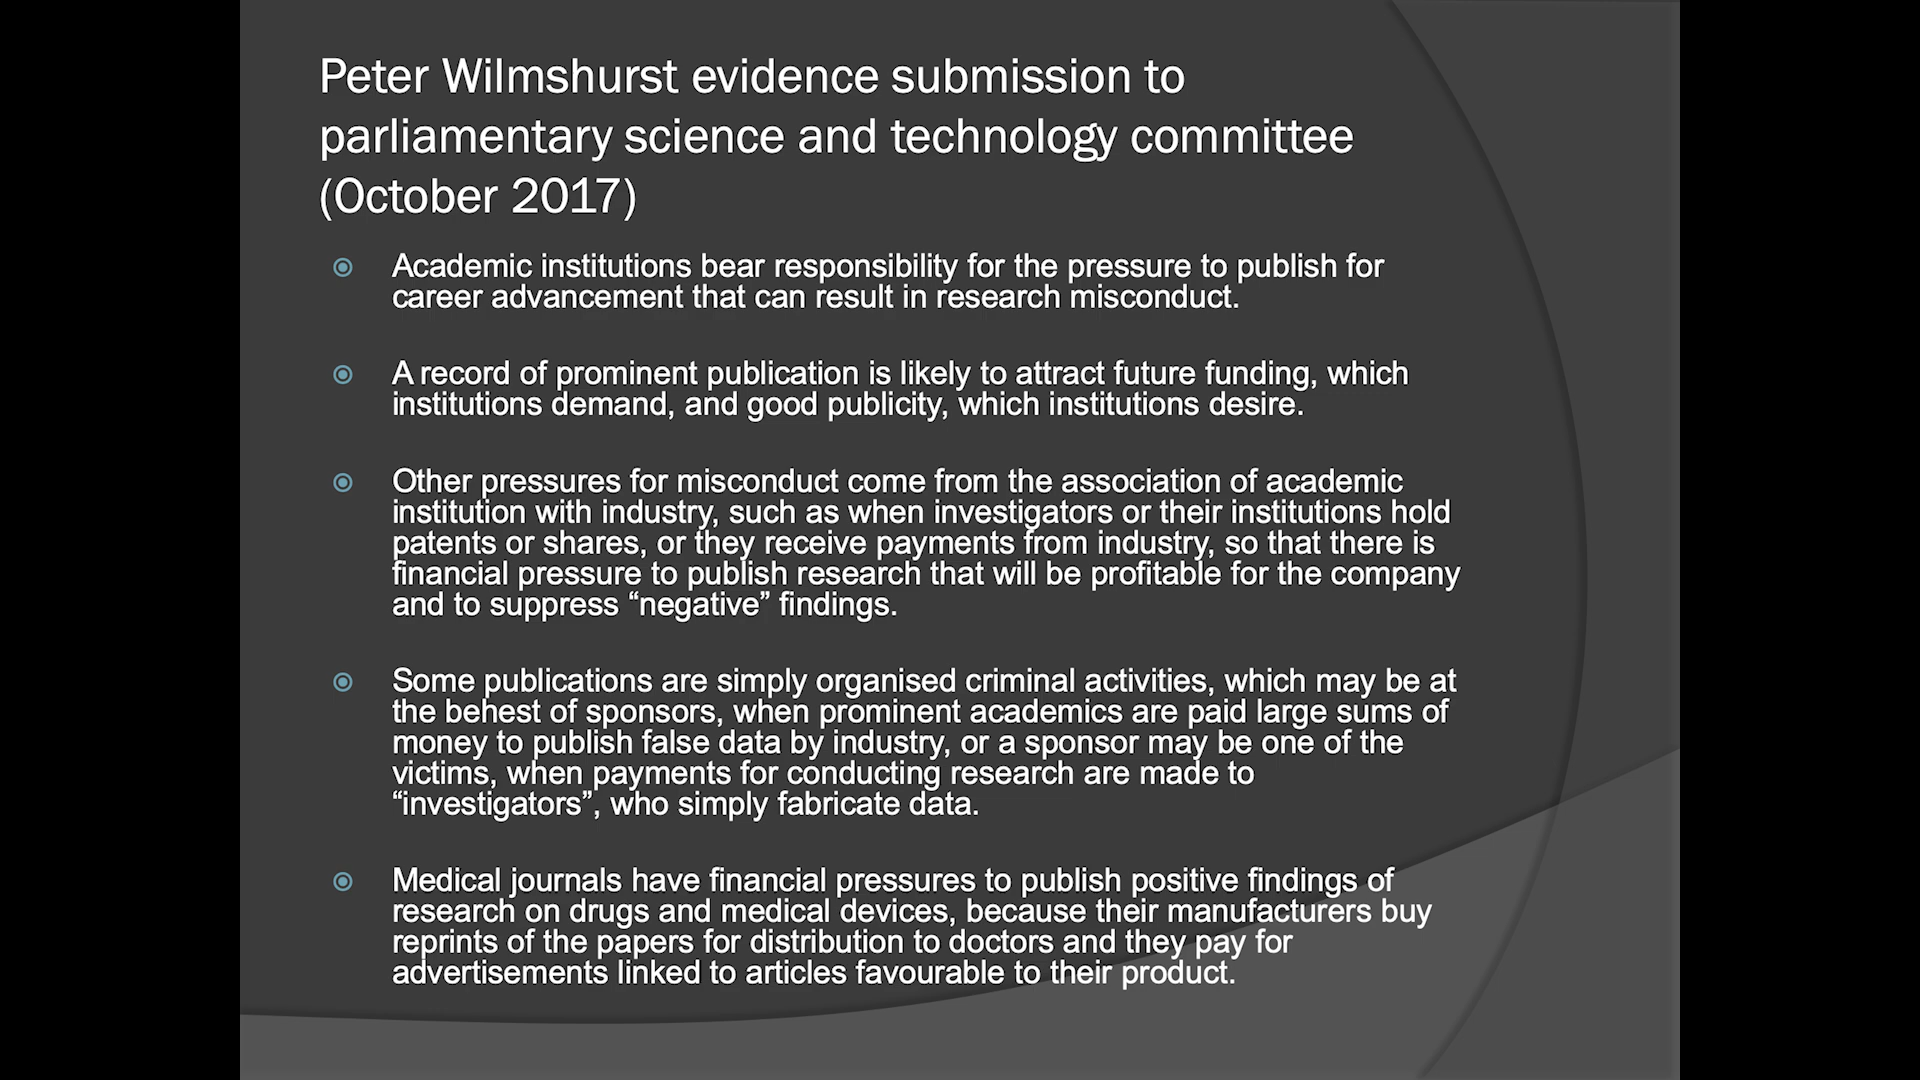 Peter Wilmshurst evidence submission to
parliamentary science and technology committee
(October 2017)
Academic institutions bear responsibility for the pressure to publish for
career advancement that can result in research misconduct.
A record of prominent publication is likely to attract future funding, which
institutions demand, and good publicity, which institutions desire.
Other pressures for misconduct come from the association of academic
institution with industry, such as when investigators or their institutions hold
patents or shares, or they receive payments from industry, so that there is
financial pressure to publish research that will be profitable for the company
and to suppress “negative” findings.
Some publications are simply organised criminal activities, which may be at
the behest of sponsors, when prominent academics are paid large sums of
money to publish false data by industry, or a sponsor may be one of the
victims, when payments for conducting research are made to
“investigators”, who simply fabricate data.
Medical journals have financial pressures to publish positive findings of
research on drugs and medical devices, because their manufacturers buy
reprints of the papers for distribution to doctors and they pay for
advertisements linked to articles favourable to their product.